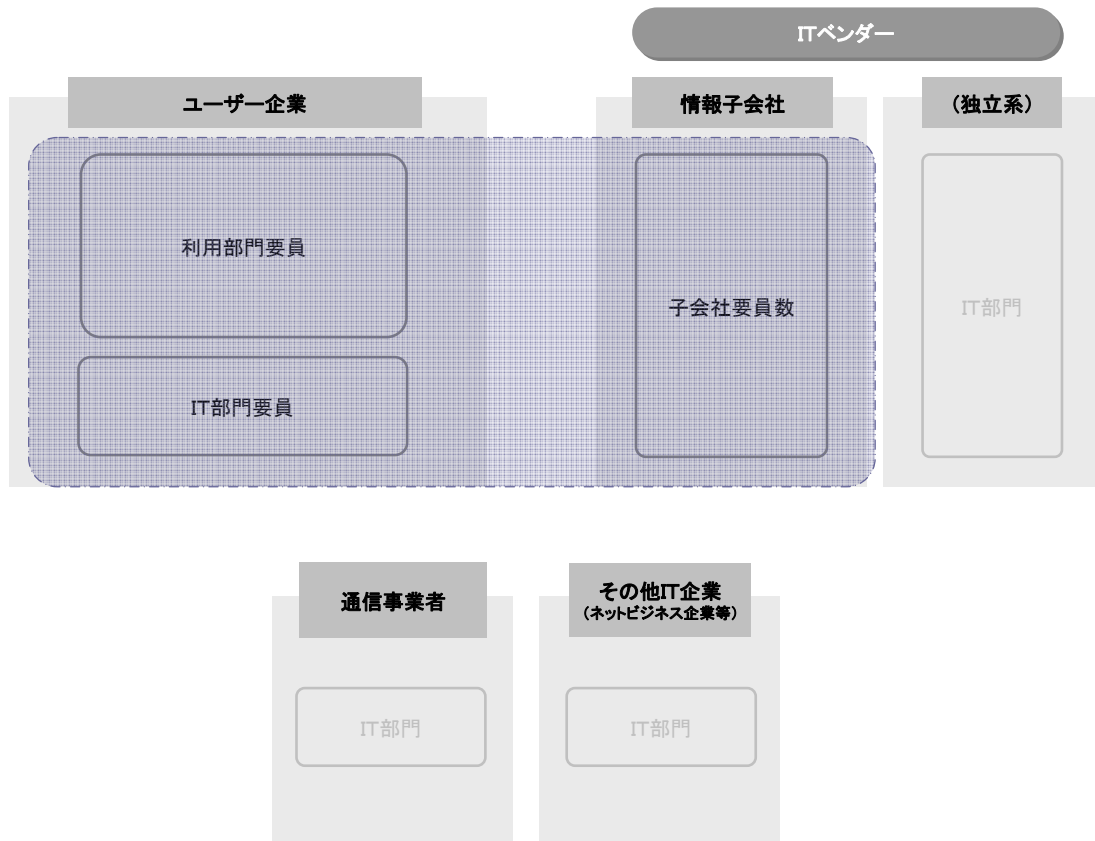 ITベンダー
ユーザー企業
情報子会社
（独立系）
利用部門要員
子会社要員数
IT部門
IT部門要員
通信事業者
その他IT企業
（ネットビジネス企業等）
IT部門
IT部門